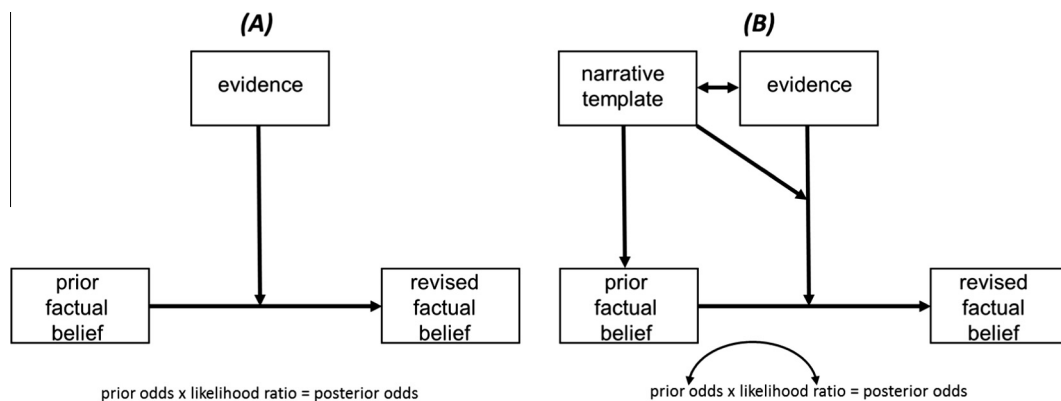 (A)
evidence
prior
factual
belief
revised
factual
belief
prior odds x likelihood ratio = posterior odds
(B)
narrative
template
evidence
prior
factual
belief
revised
factual
belief
prior odds x likelihood ratio = posterior odds